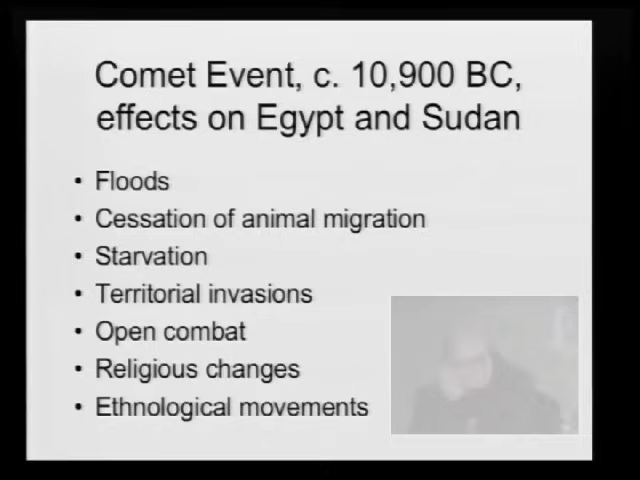 Comet Event, c. 10,900 BC,
effects on Egypt and Sudan
• Floods
• Cessation of animal migration
• Starvation
• Territorial invasions
• Open combat
• Religious changes
• Ethnological movements